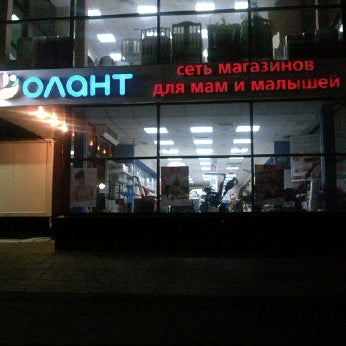 ОЛАНТ
сеть магазинов
для мам и малышей